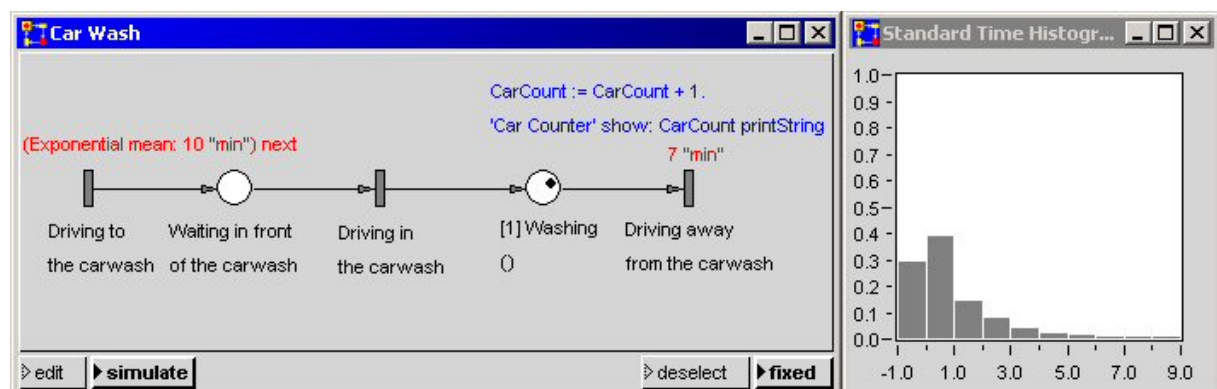 Car Wash
CarCount := CarCount + 1.
'Car Counter' show: CarCount printString
(Exponential mean: 10 "min") next
7 "min"
Driving to
the carwash
Waiting in front
of the carwash
Driving in
the carwash
[1] Washing
()
Driving away
from the carwash
edit
simulate
deselect
fixed
Standard Time Histogr...
1.0
0.9
0.8
0.7
0.6
0.5
0.4
0.3
0.2
0.1
0.0
-1.0 1.0 3.0 5.0 7.0 9.0